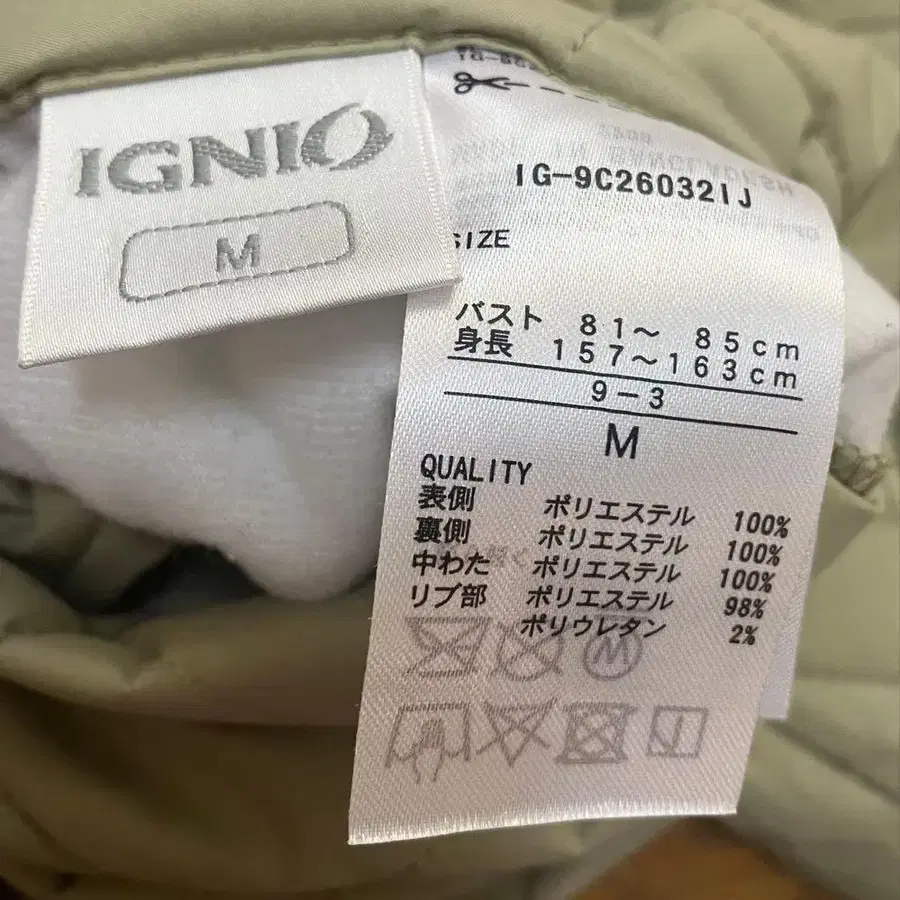 IGNIO
M
IG-9C26032IJ
SIZE
バスト 81～ 85cm
身長 157～163cm
9-3
M
QUALITY
表側 ポリエステル 100%
裏側 ポリエステル 100%
中わた ポリエステル 100%
リブ部 ポリエステル 98%
ポリウレタン 2%
W